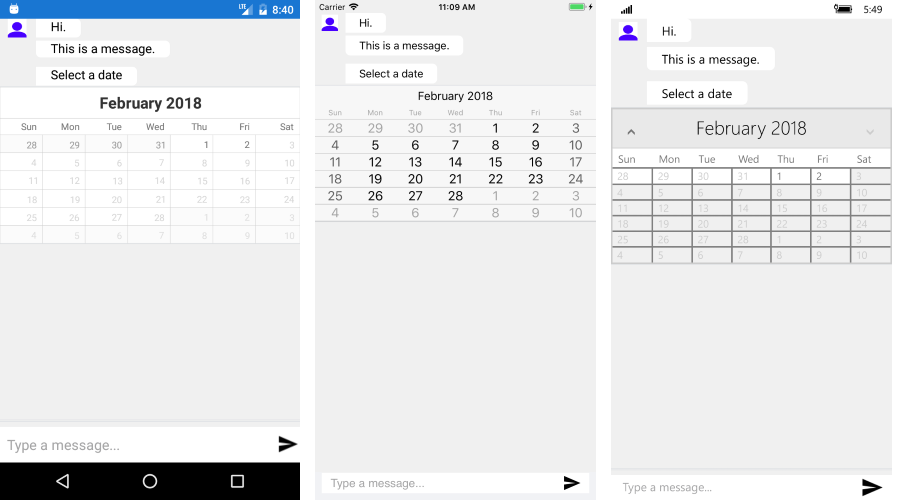 8:40
Hi.
This is a message.
Select a date
February 2018
Sun Mon Tue Wed Thu Fri Sat
28 29 30 31 1 2 3
4 5 6 7 8 9 10
11 12 13 14 15 16 17
18 19 20 21 22 23 24
25 26 27 28 1 2 3
4 5 6 7 8 9 10
Type a message...
Carrier 11:09 AM
Hi.
This is a message.
Select a date
February 2018
Sun Mon Tue Wed Thu Fri Sat
28 29 30 31 1 2 3
4 5 6 7 8 9 10
11 12 13 14 15 16 17
18 19 20 21 22 23 24
25 26 27 28 1 2 3
4 5 6 7 8 9 10
Type a message...
5:49
Hi.
This is a message.
Select a date
February 2018
Sun Mon Tue Wed Thu Fri Sat
28 29 30 31 1 2 3
4 5 6 7 8 9 10
11 12 13 14 15 16 17
18 19 20 21 22 23 24
25 26 27 28 1 2 3
4 5 6 7 8 9 10
Type a message...